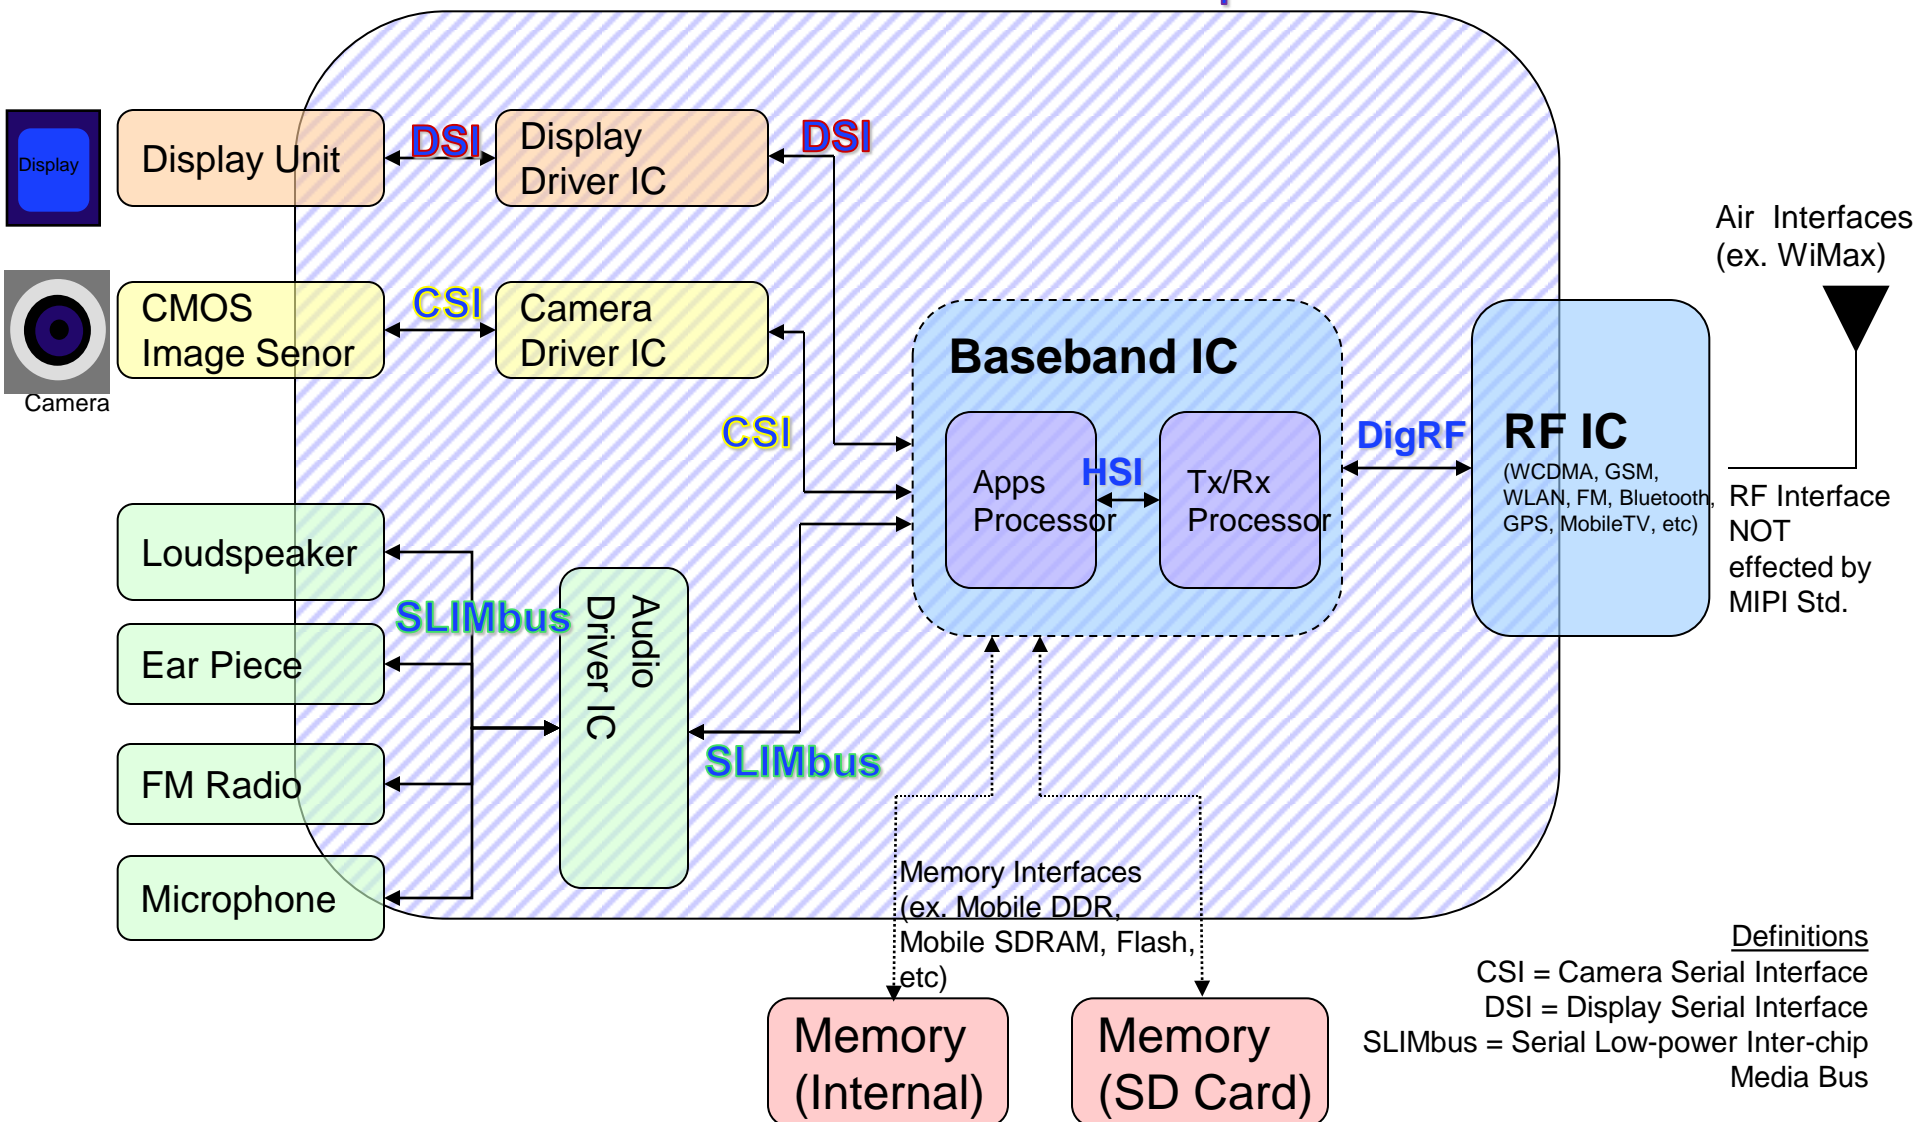 Display
Display Unit
DSI
Display
Driver IC
DSI
Air Interfaces
(ex. WiMax)
CMOS
Image Senor
CSI
Camera
Driver IC
Camera
CSI
Baseband IC
Apps
Processor
HSI
Tx/Rx
Processor
DigRF
RF IC
(WCDMA, GSM,
WLAN, FM, Bluetooth,
GPS, MobileTV, etc)
RF Interface
NOT
effected by
MIPI Std.
Loudspeaker
SLIMbus
Ear Piece
FM Radio
Microphone
Audio
Driver IC
SLIMbus
Memory Interfaces
(ex. Mobile DDR,
Mobile SDRAM, Flash,
etc)
Memory
(Internal)
Memory
(SD Card)
Definitions
CSI = Camera Serial Interface
DSI = Display Serial Interface
SLIMbus = Serial Low-power Inter-chip
Media Bus